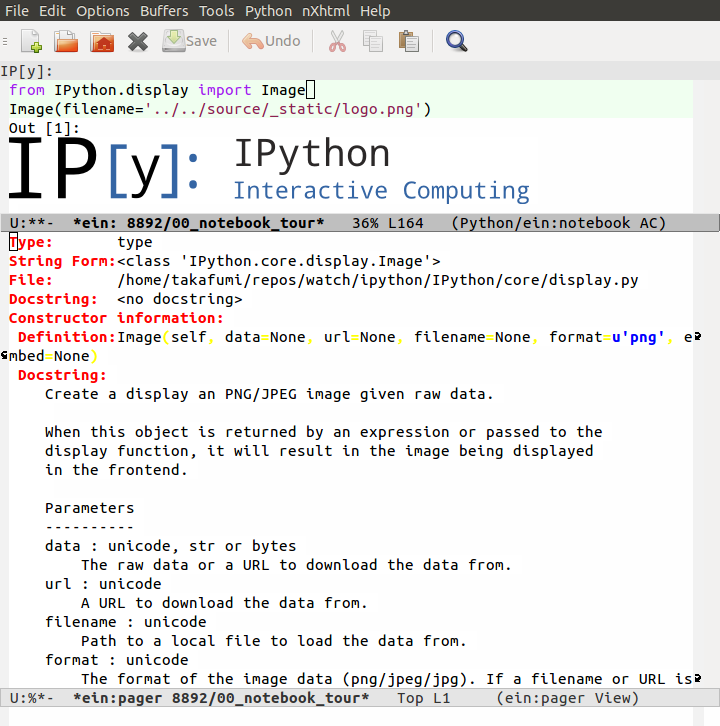 File Edit Options Buffers Tools Python nXhtml Help
Save Undo
IP[y]:
from IPython.display import Image
Image(filename='../../source/_static/logo.png')
Out [1]:
IP[y]: IPython
Interactive Computing
U:**-  *ein: 8892/00_notebook_tour*   36% L164   (Python/ein:notebook AC)
Type:       type
String Form:<class 'IPython.core.display.Image'>
File:       /home/takafumi/repos/watch/ipython/IPython/core/display.py
Docstring:  <no docstring>
Constructor information:
 Definition:Image(self, data=None, url=None, filename=None, format=u'png', e
mbed=None)
 Docstring:
    Create a display an PNG/JPEG image given raw data.

    When this object is returned by an expression or passed to the
    display function, it will result in the image being displayed
    in the frontend.

    Parameters
    ----------
    data : unicode, str or bytes
        The raw data or a URL to download the data from.
    url : unicode
        A URL to download the data from.
    filename : unicode
        Path to a local file to load the data from.
    format : unicode
        The format of the image data (png/jpeg/jpg). If a filename or URL is
U:%*-  *ein:pager 8892/00_notebook_tour*   Top L1     (ein:pager View)